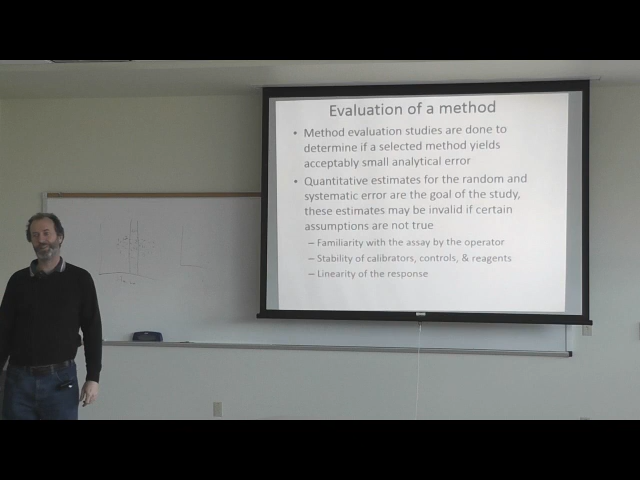 Evaluation of a method
• Method evaluation studies are done to
determine if a selected method yields
acceptably small analytical error
• Quantitative estimates for the random and
systematic error are the goal of the study,
these estimates may be invalid if certain
assumptions are not true
– Familiarity with the assay by the operator
– Stability of calibrators, controls, & reagents
– Linearity of the response